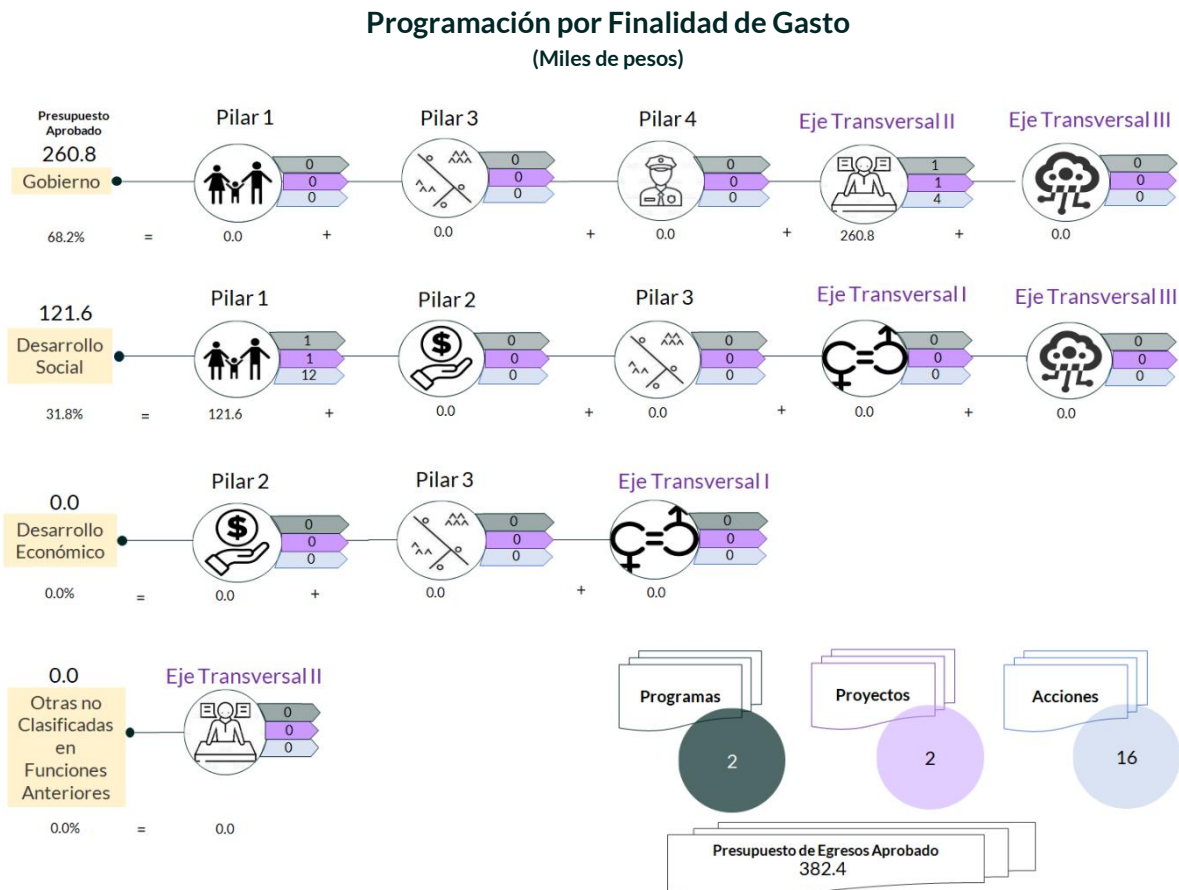 Programación por Finalidad de Gasto
(Miles de pesos)
Presupuesto
Aprobado
260.8
Gobierno
68.2%
=
Pilar 1
0
0
0
0.0
+
Pilar 3
0
0
0
0.0
+
Pilar 4
0
0
0
0.0
+
Eje Transversal II
1
1
4
260.8
+
Eje Transversal III
0
0
0
0.0
121.6
Desarrollo
Social
31.8%
=
Pilar 1
1
1
12
121.6
+
Pilar 2
$
0
0
0
0.0
+
Pilar 3
0
0
0
0.0
+
Eje Transversal I
0
0
0
0.0
+
Eje Transversal III
0
0
0
0.0
0.0
Desarrollo
Económico
0.0%
=
Pilar 2
$
0
0
0
0.0
+
Pilar 3
0
0
0
0.0
+
Eje Transversal I
0
0
0
0.0
0.0
Otras no
Clasificadas
en
Funciones
Anteriores
0.0%
=
Eje Transversal II
0
0
0
0.0
Programas
2
Proyectos
2
Acciones
16
Presupuesto de Egresos Aprobado
382.4